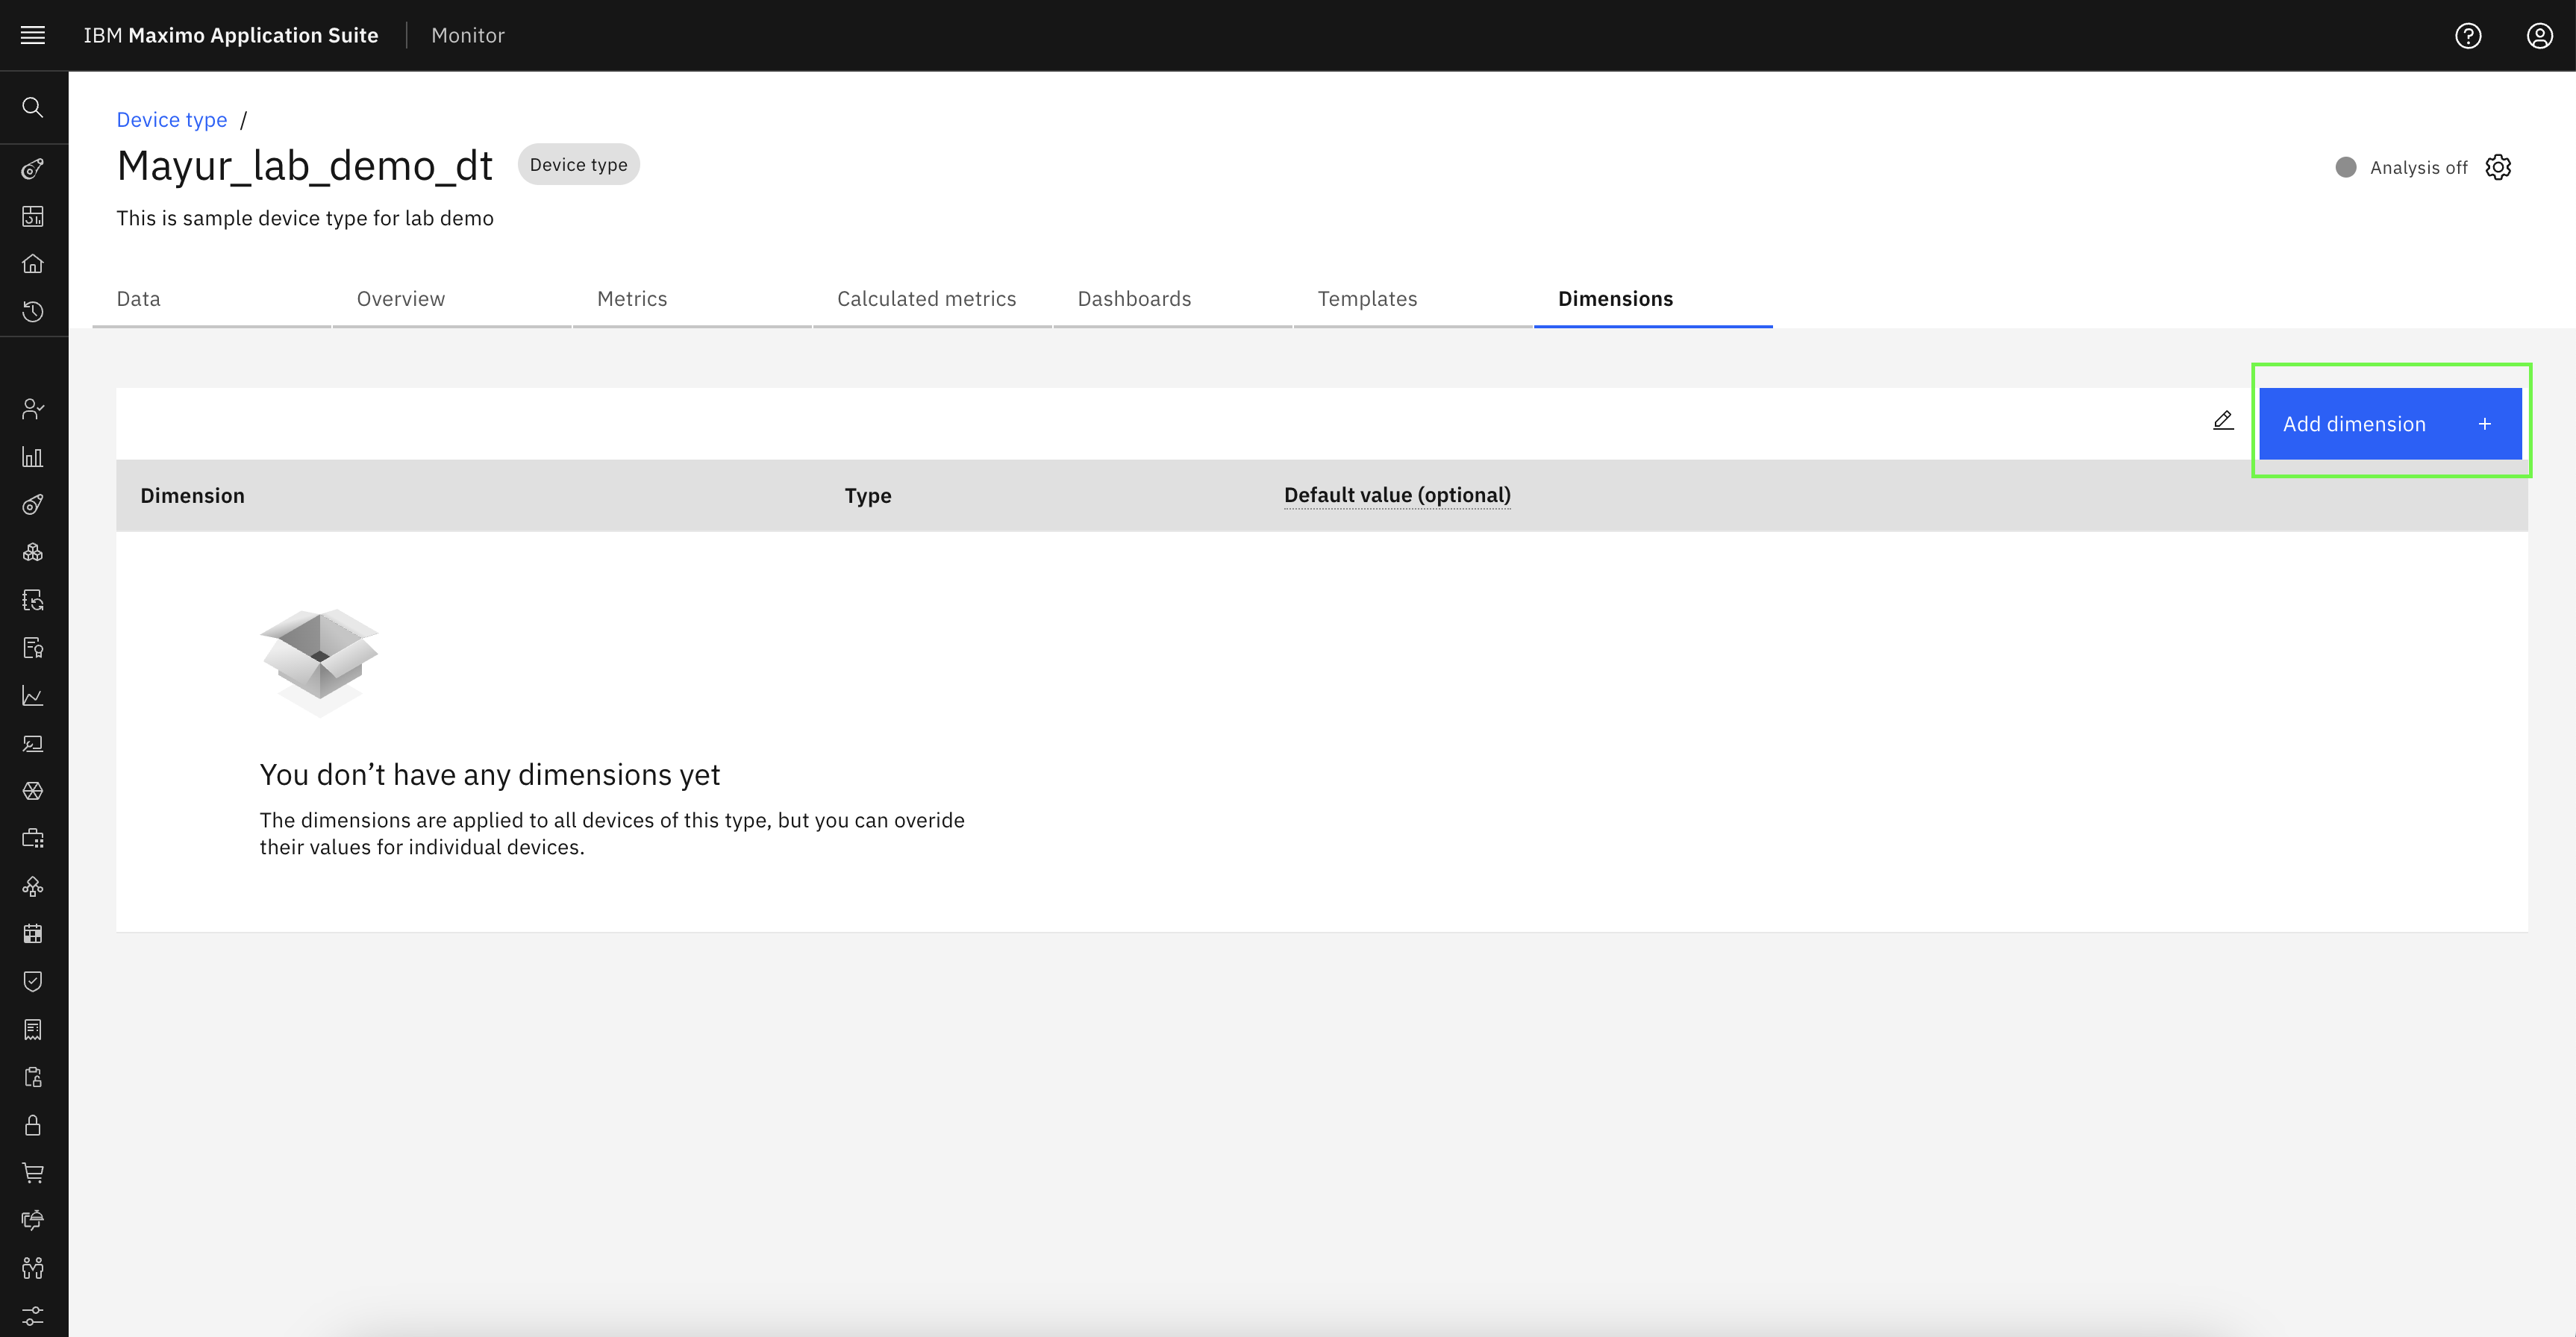 IBM Maximo Application Suite Monitor
Device type /
Mayur_lab_demo_dt Device type
Analysis off
This is sample device type for lab demo
Data Overview Metrics Calculated metrics Dashboards Templates Dimensions
Add dimension +
Dimension Type Default value (optional)
You don’t have any dimensions yet
The dimensions are applied to all devices of this type, but you can overide
their values for individual devices.